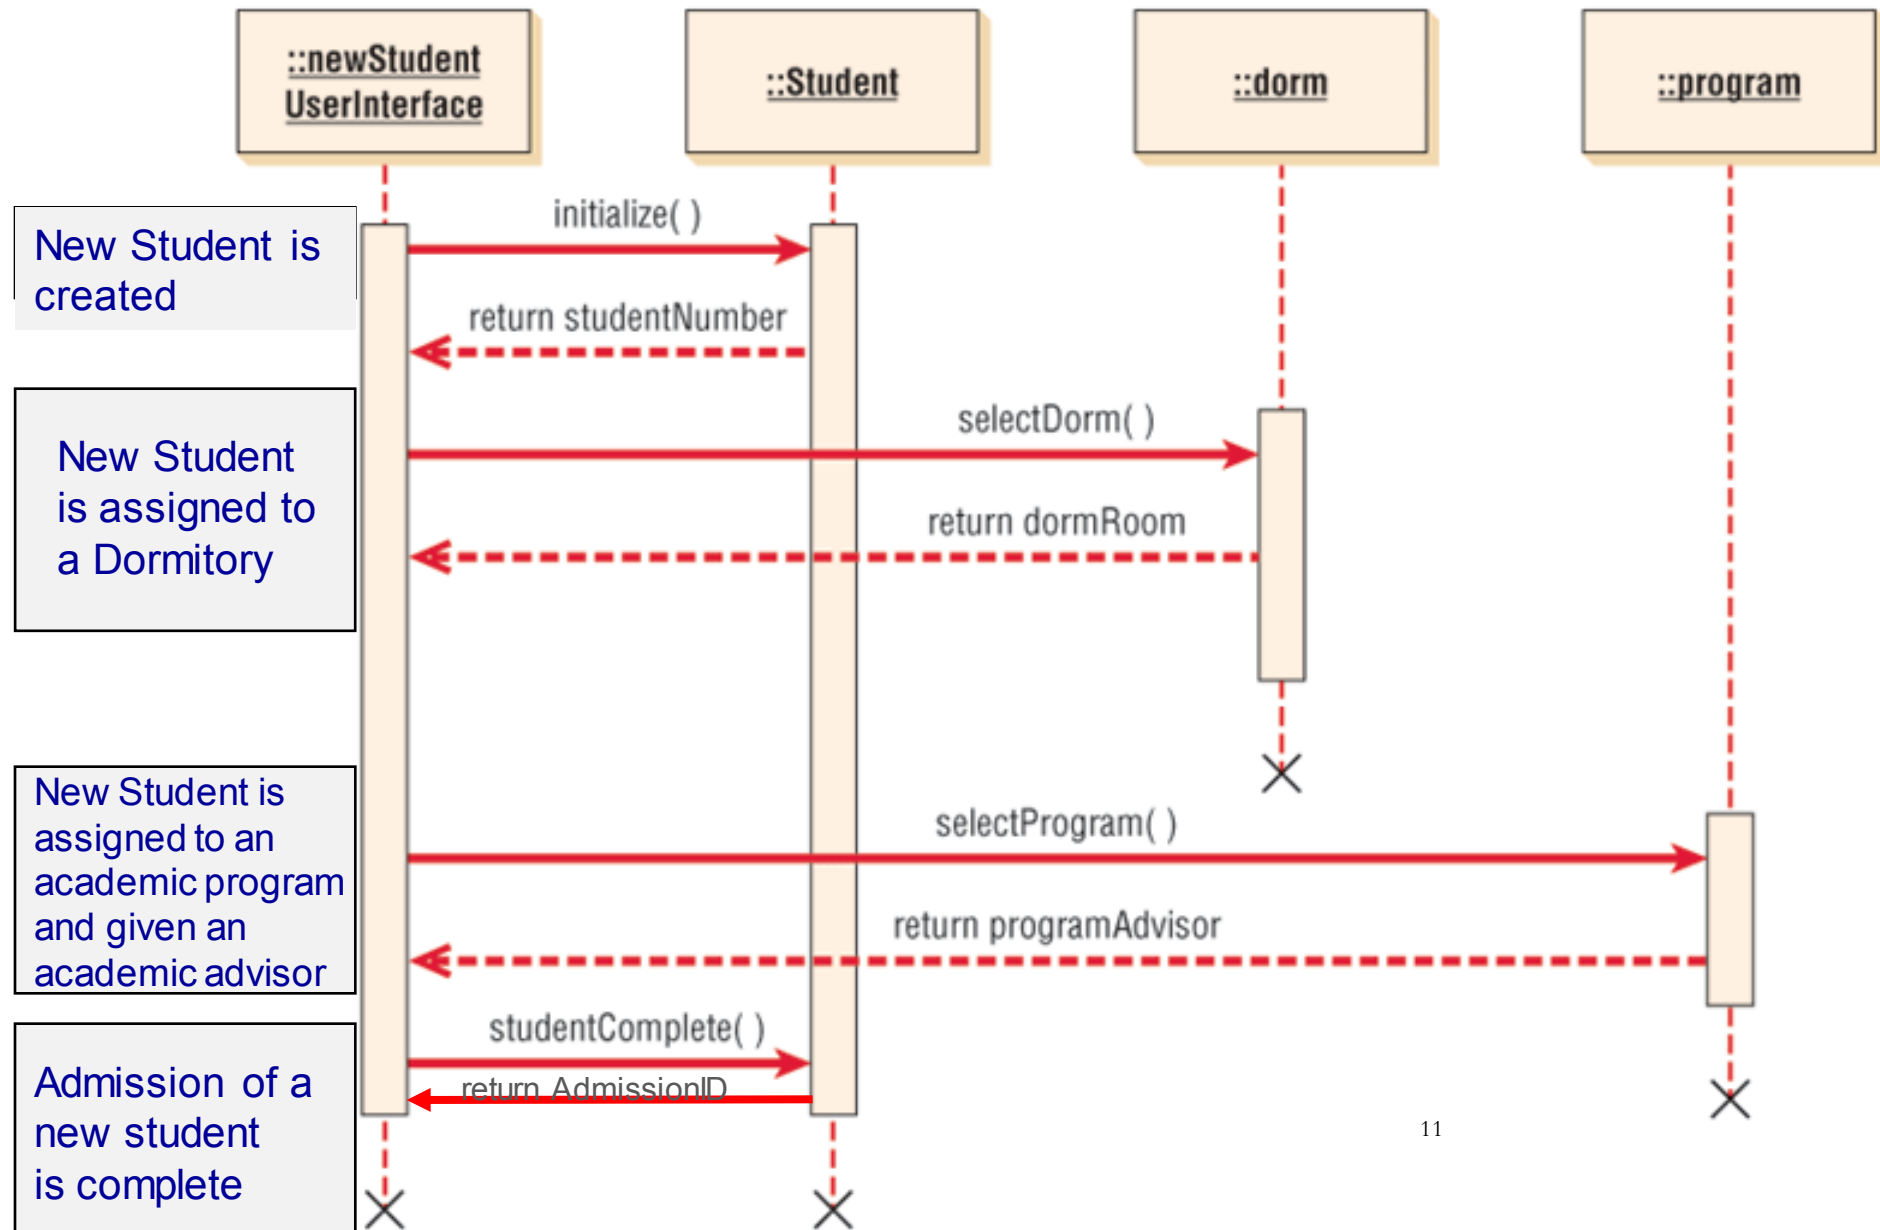 ::newStudent
UserInterface
::Student
::dorm
::program
New Student is
created
initialize( )
return studentNumber
New Student
is assigned to
a Dormitory
selectDorm( )
return dormRoom
New Student is
assigned to an
academic program
and given an
academic advisor
selectProgram( )
return programAdvisor
Admission of a
new student
is complete
studentComplete( )
return AdmissionID
11